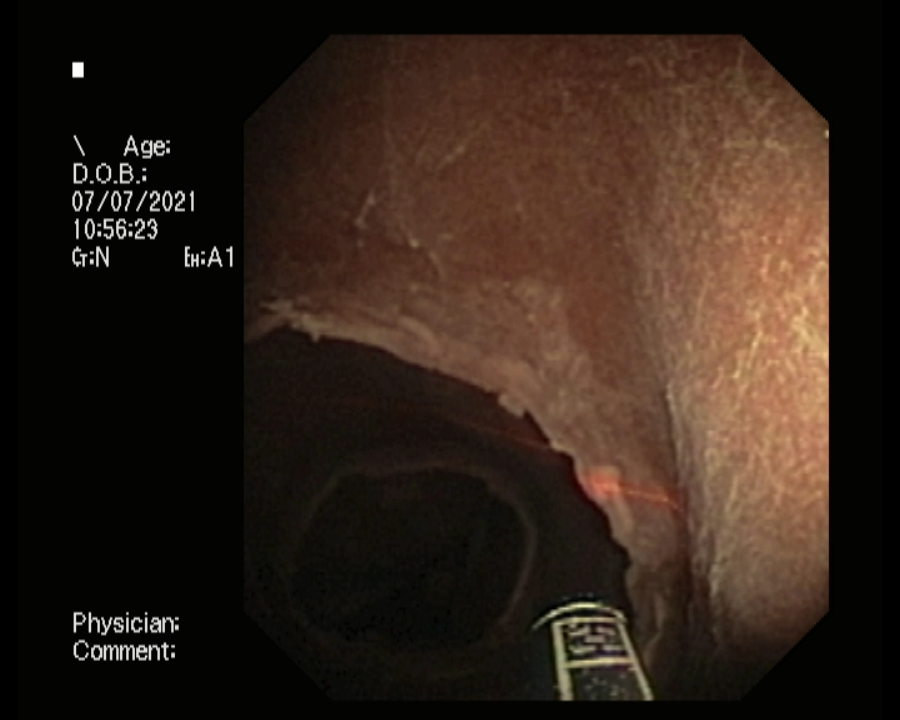 \ Age:
D.O.B.:
07/07/2021
10:56:23
Cr:N EH:A1
Physician:
Comment: